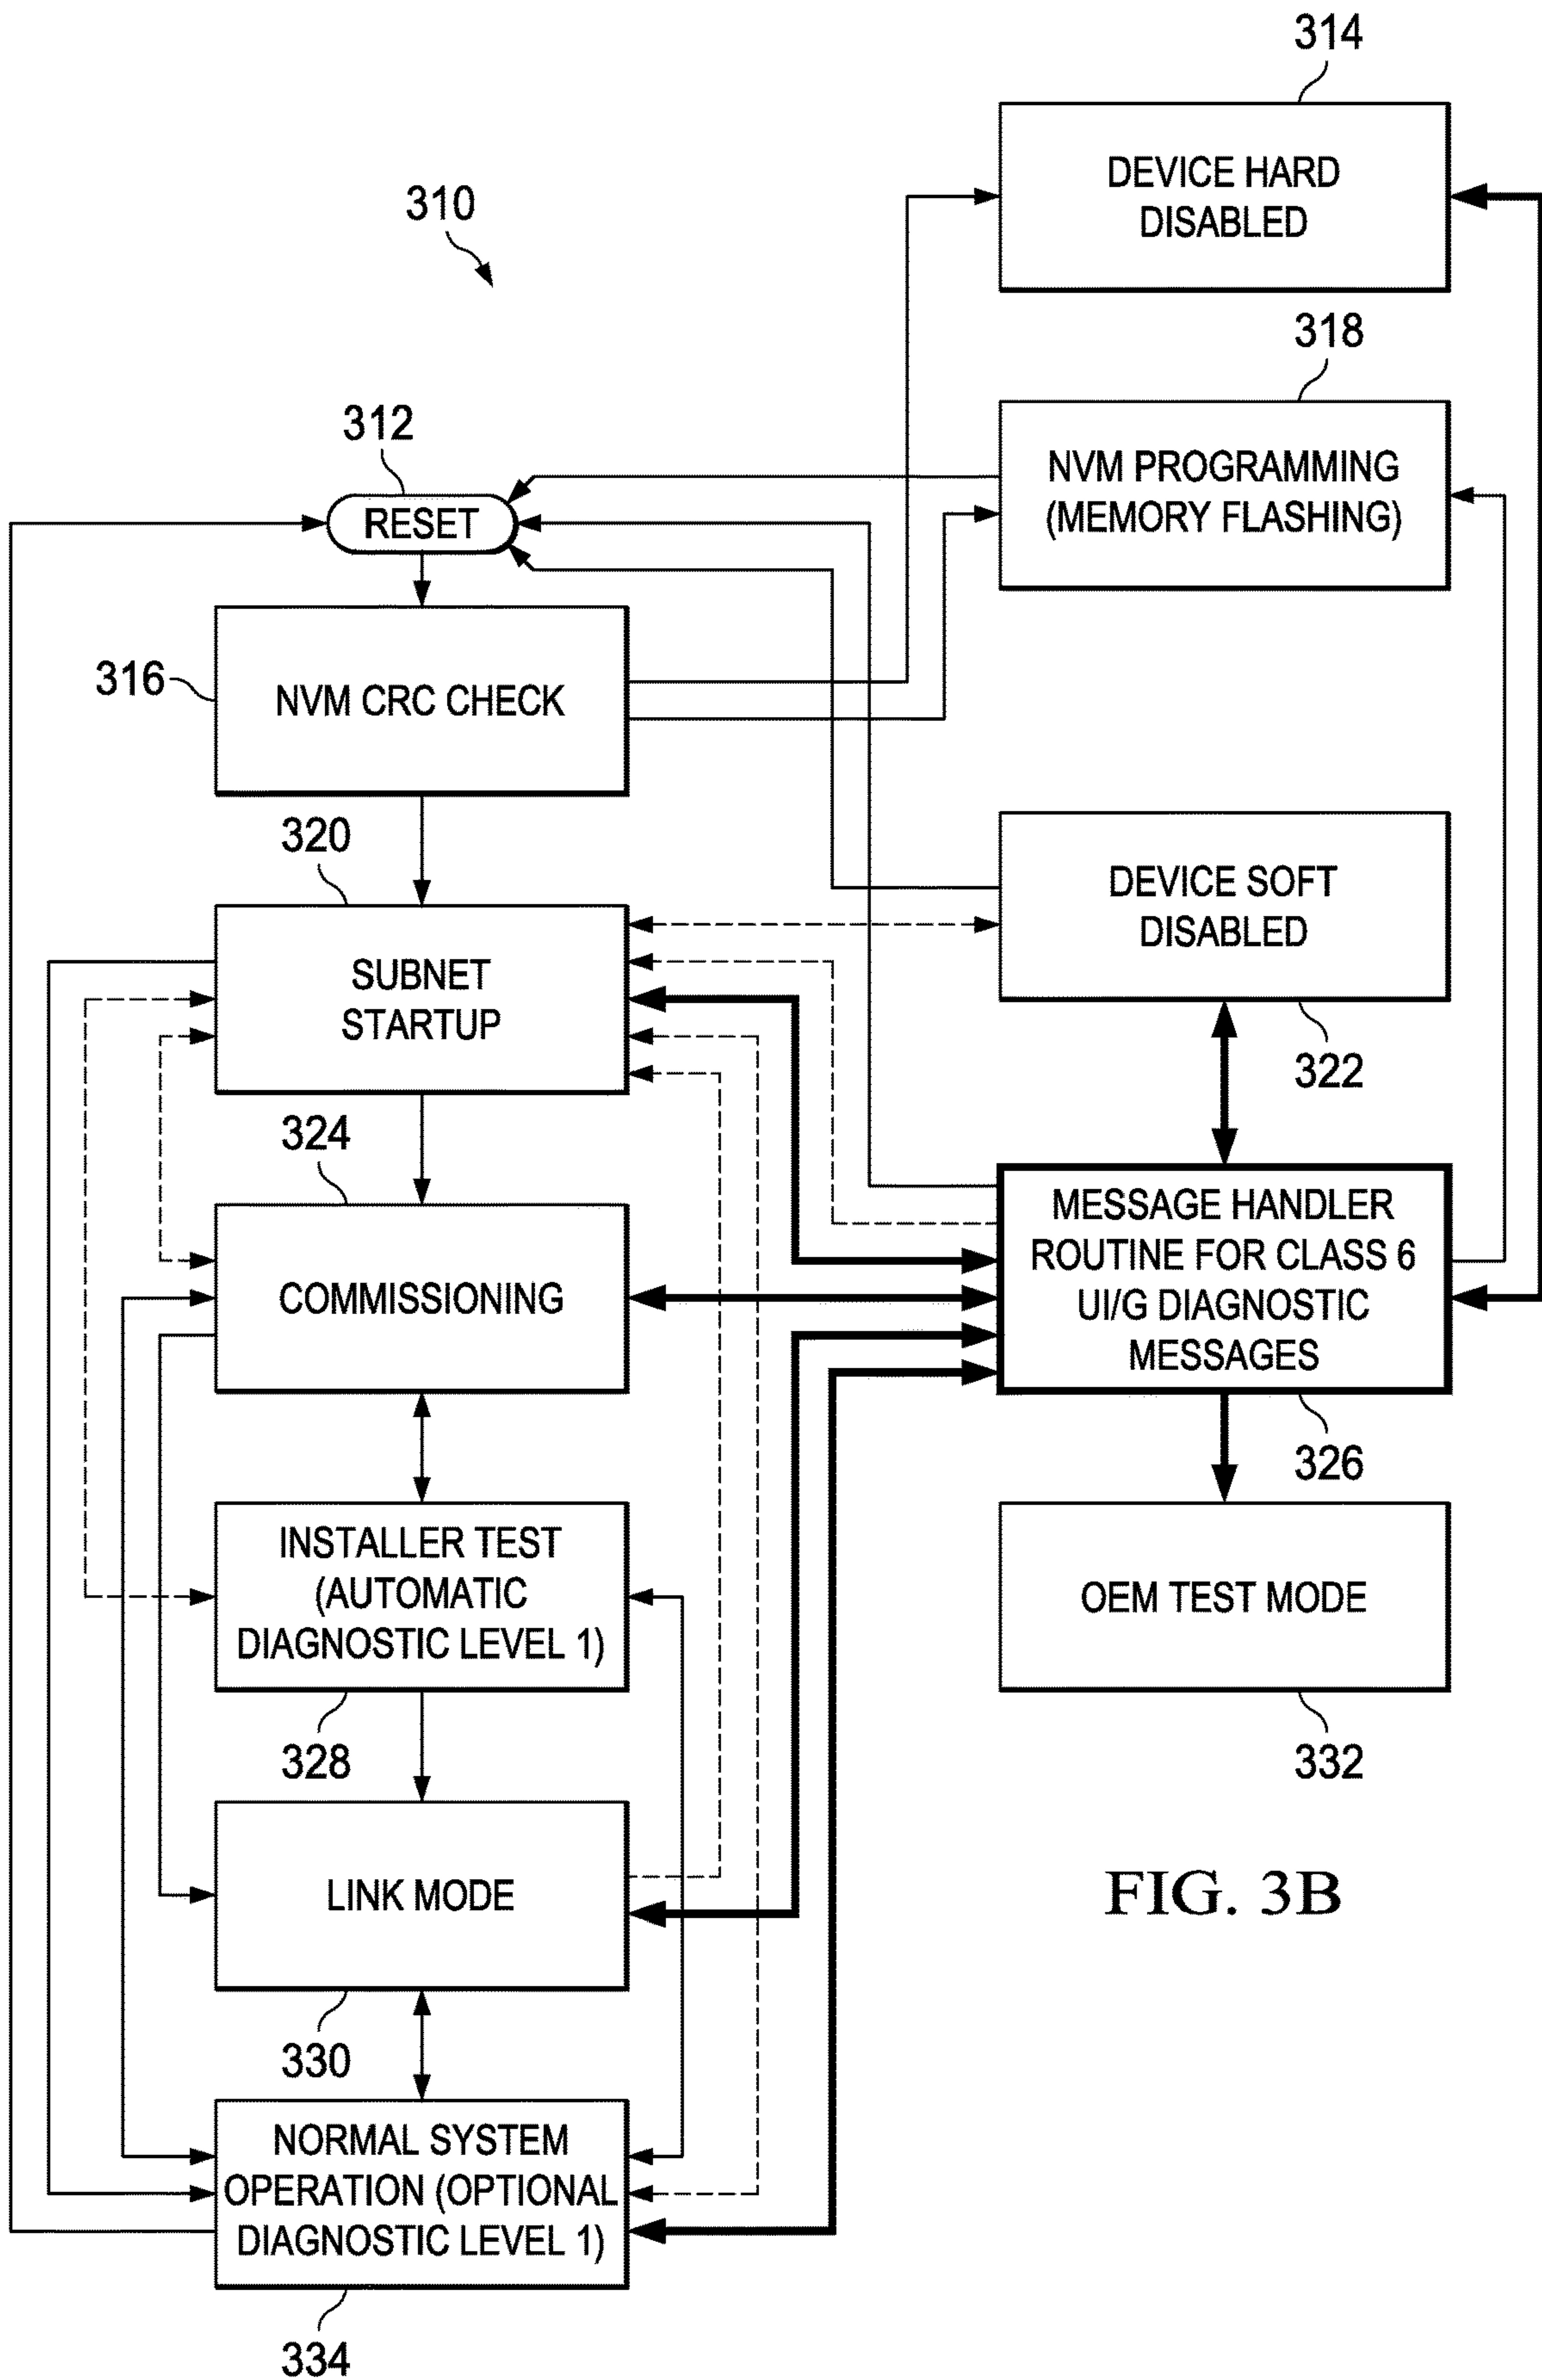 314
DEVICE HARD
DISABLED
310
318
NVM PROGRAMMING
(MEMORY FLASHING)
312
RESET
316
NVM CRC CHECK
320
SUBNET
STARTUP
DEVICE SOFT
DISABLED
322
324
COMMISSIONING
MESSAGE HANDLER
ROUTINE FOR CLASS 6
UI/G DIAGNOSTIC
MESSAGES
326
INSTALLER TEST
(AUTOMATIC
DIAGNOSTIC LEVEL 1)
328
OEM TEST MODE
332
LINK MODE
330
FIG. 3B
NORMAL SYSTEM
OPERATION (OPTIONAL
DIAGNOSTIC LEVEL 1)
334